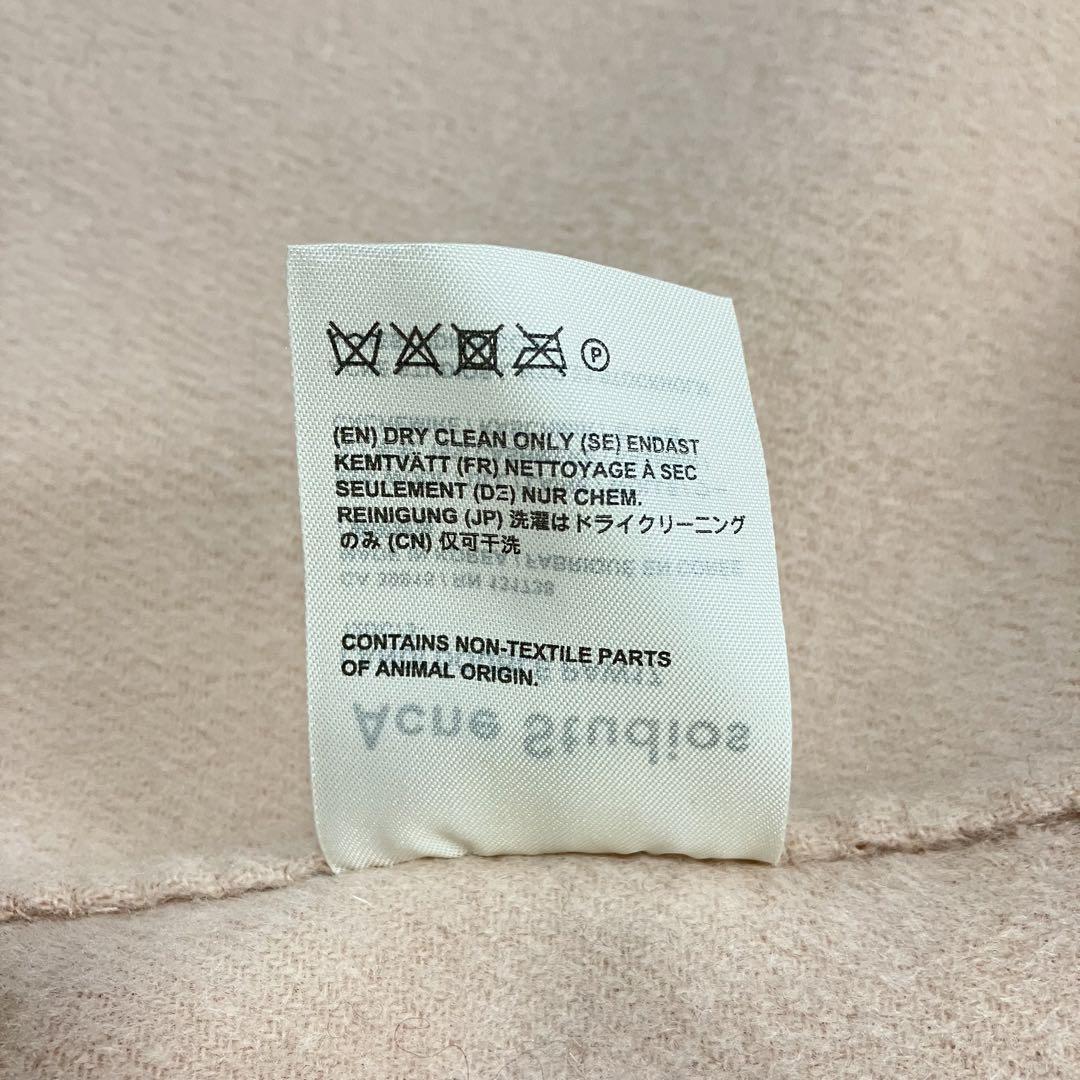 P
(EN) DRY CLEAN ONLY (SE) ENDAST
KEMTVÄTT (FR) NETTOYAGE À SEC
SEULEMENT (DE) NUR CHEM.
REINIGUNG (JP) 洗濯はドライクリーニング
のみ (CN) 仅可干洗
CONTAINS NON-TEXTILE PARTS
OF ANIMAL ORIGIN.
Acne Studios